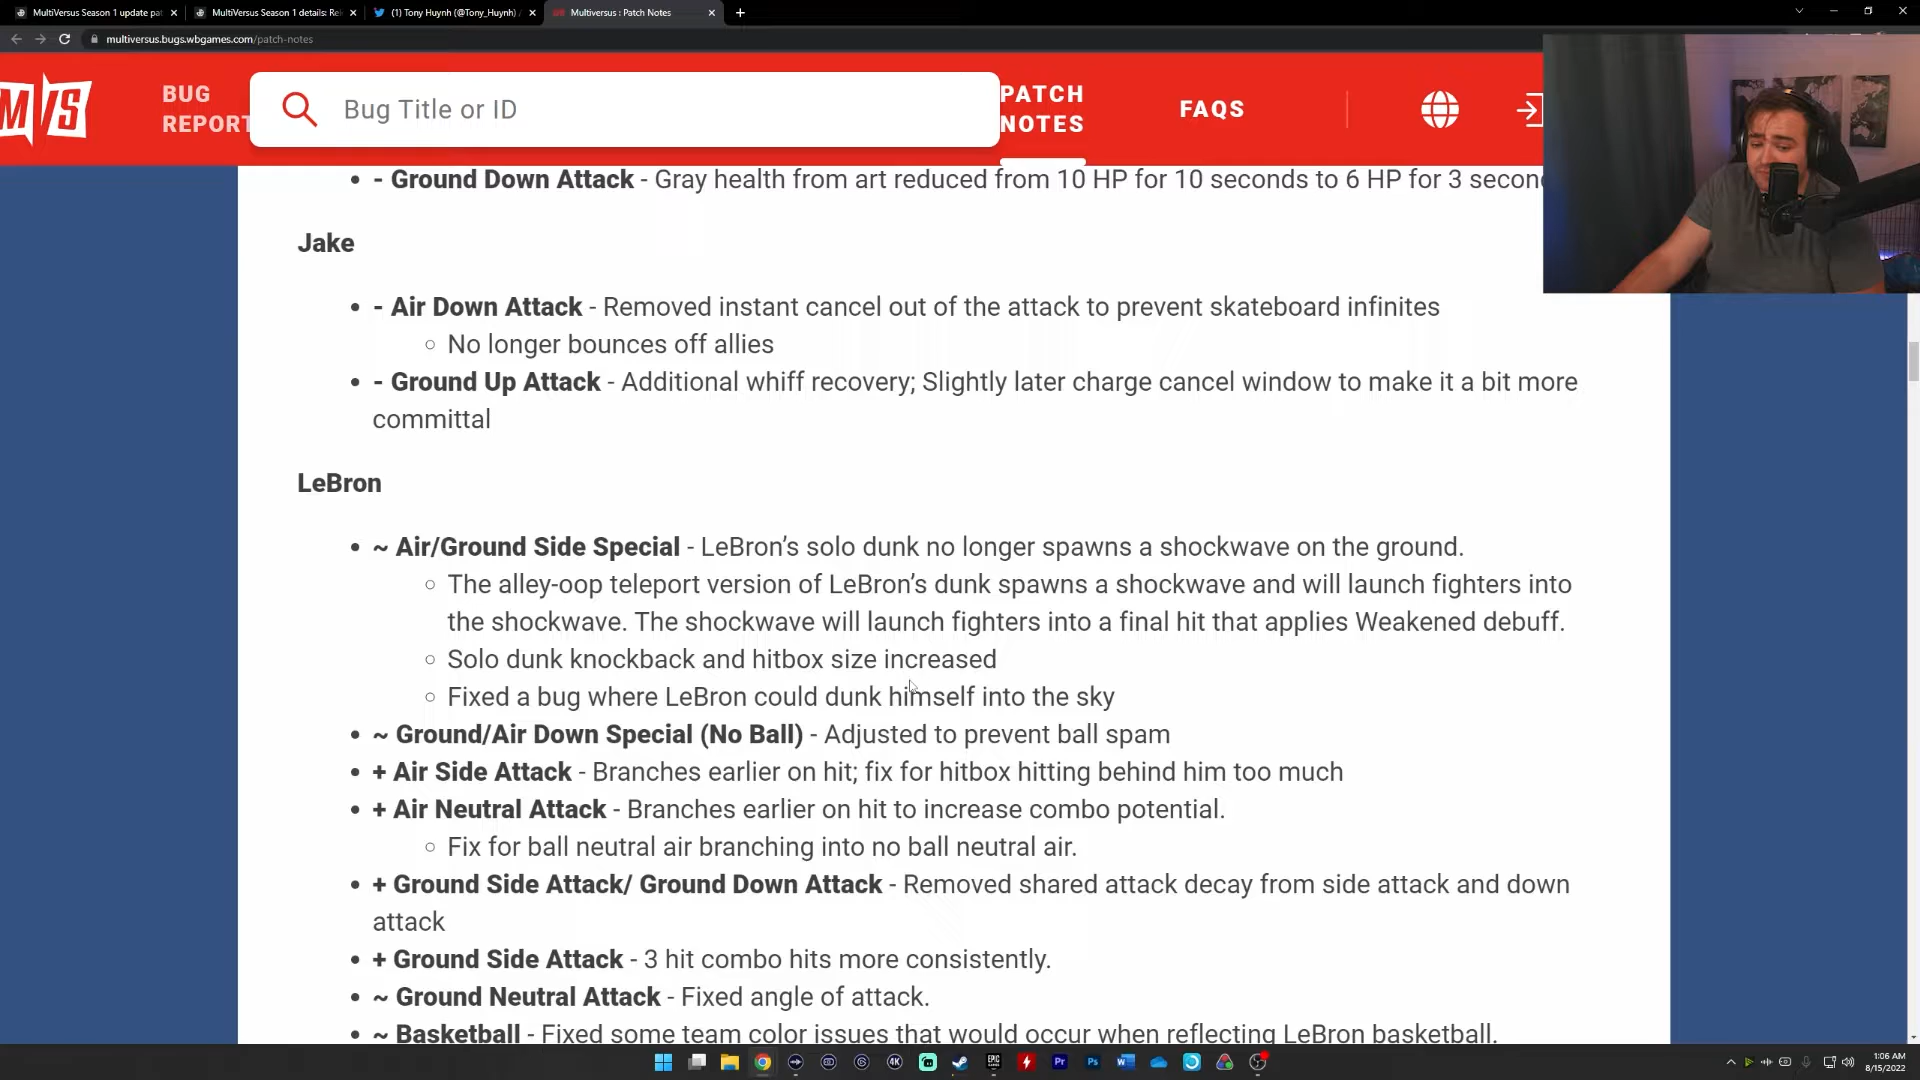 MultiVersus Season 1 update pat
MultiVersus Season 1 details: Rel
(1) Tony Huynh (@Tony_Huynh) /
Multiversus : Patch Notes
multiversus.bugs.wbgames.com/patch-notes
M/S
BUG
REPORT
Bug Title or ID
PATCH
NOTES
FAQS
- Ground Down Attack - Gray health from art reduced from 10 HP for 10 seconds to 6 HP for 3 secon
Jake
- Air Down Attack - Removed instant cancel out of the attack to prevent skateboard infinites
No longer bounces off allies
- Ground Up Attack - Additional whiff recovery; Slightly later charge cancel window to make it a bit more
committal
LeBron
~ Air/Ground Side Special - LeBron’s solo dunk no longer spawns a shockwave on the ground.
The alley-oop teleport version of LeBron’s dunk spawns a shockwave and will launch fighters into
the shockwave. The shockwave will launch fighters into a final hit that applies Weakened debuff.
Solo dunk knockback and hitbox size increased
Fixed a bug where LeBron could dunk himself into the sky
~ Ground/Air Down Special (No Ball) - Adjusted to prevent ball spam
+ Air Side Attack - Branches earlier on hit; fix for hitbox hitting behind him too much
+ Air Neutral Attack - Branches earlier on hit to increase combo potential.
Fix for ball neutral air branching into no ball neutral air.
+ Ground Side Attack/ Ground Down Attack - Removed shared attack decay from side attack and down
attack
+ Ground Side Attack - 3 hit combo hits more consistently.
~ Ground Neutral Attack - Fixed angle of attack.
~ Basketball - Fixed some team color issues that would occur when reflecting LeBron basketball.
4K
EPIC
Pr
Ps
W
1:06 AM
8/15/2022